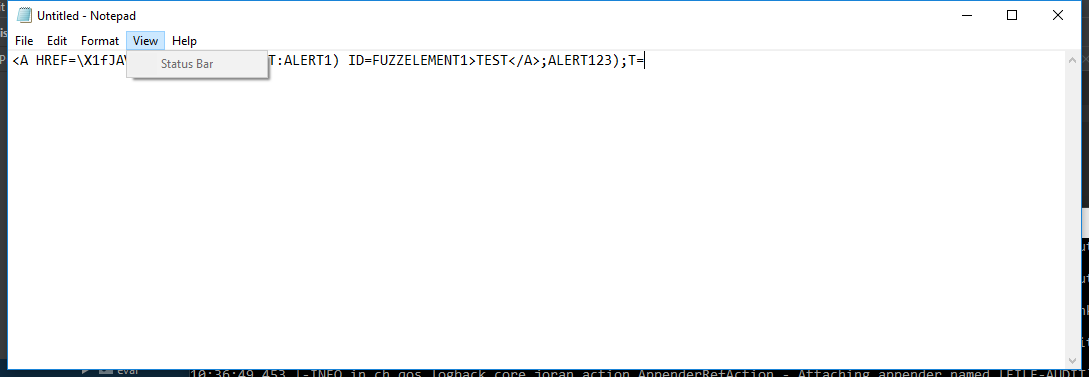 Untitled - Notepad
File Edit Format View Help
<A HREF=\X1fJAV T:ALERT1) ID=FUZZELEMENT1>TEST</A>;ALERT123);T=
Status Bar
eval
10:36:49,453 |-INFO in ch.qos.logback.core.joran.action.AppenderRefAction - Attaching appender named [FILE-AUDIT